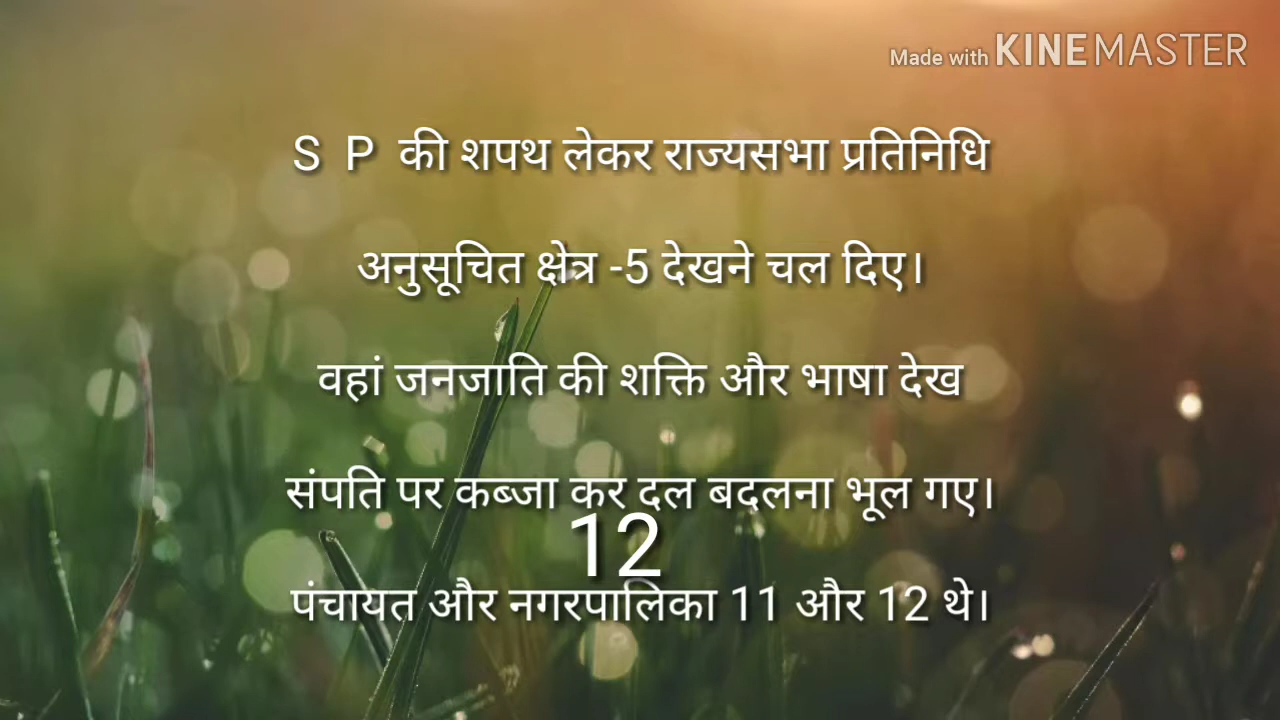 Made with KINEMASTER
S P की शपथ लेकर राज्यसभा प्रतिनिधि
अनुसूचित क्षेत्र -5 देखने चल दिए।
वहां जनजाति की शक्ति और भाषा देख
संपति पर कब्जा कर दल बदलना भूल गए।
12
पंचायत और नगरपालिका 11 और 12 थे।